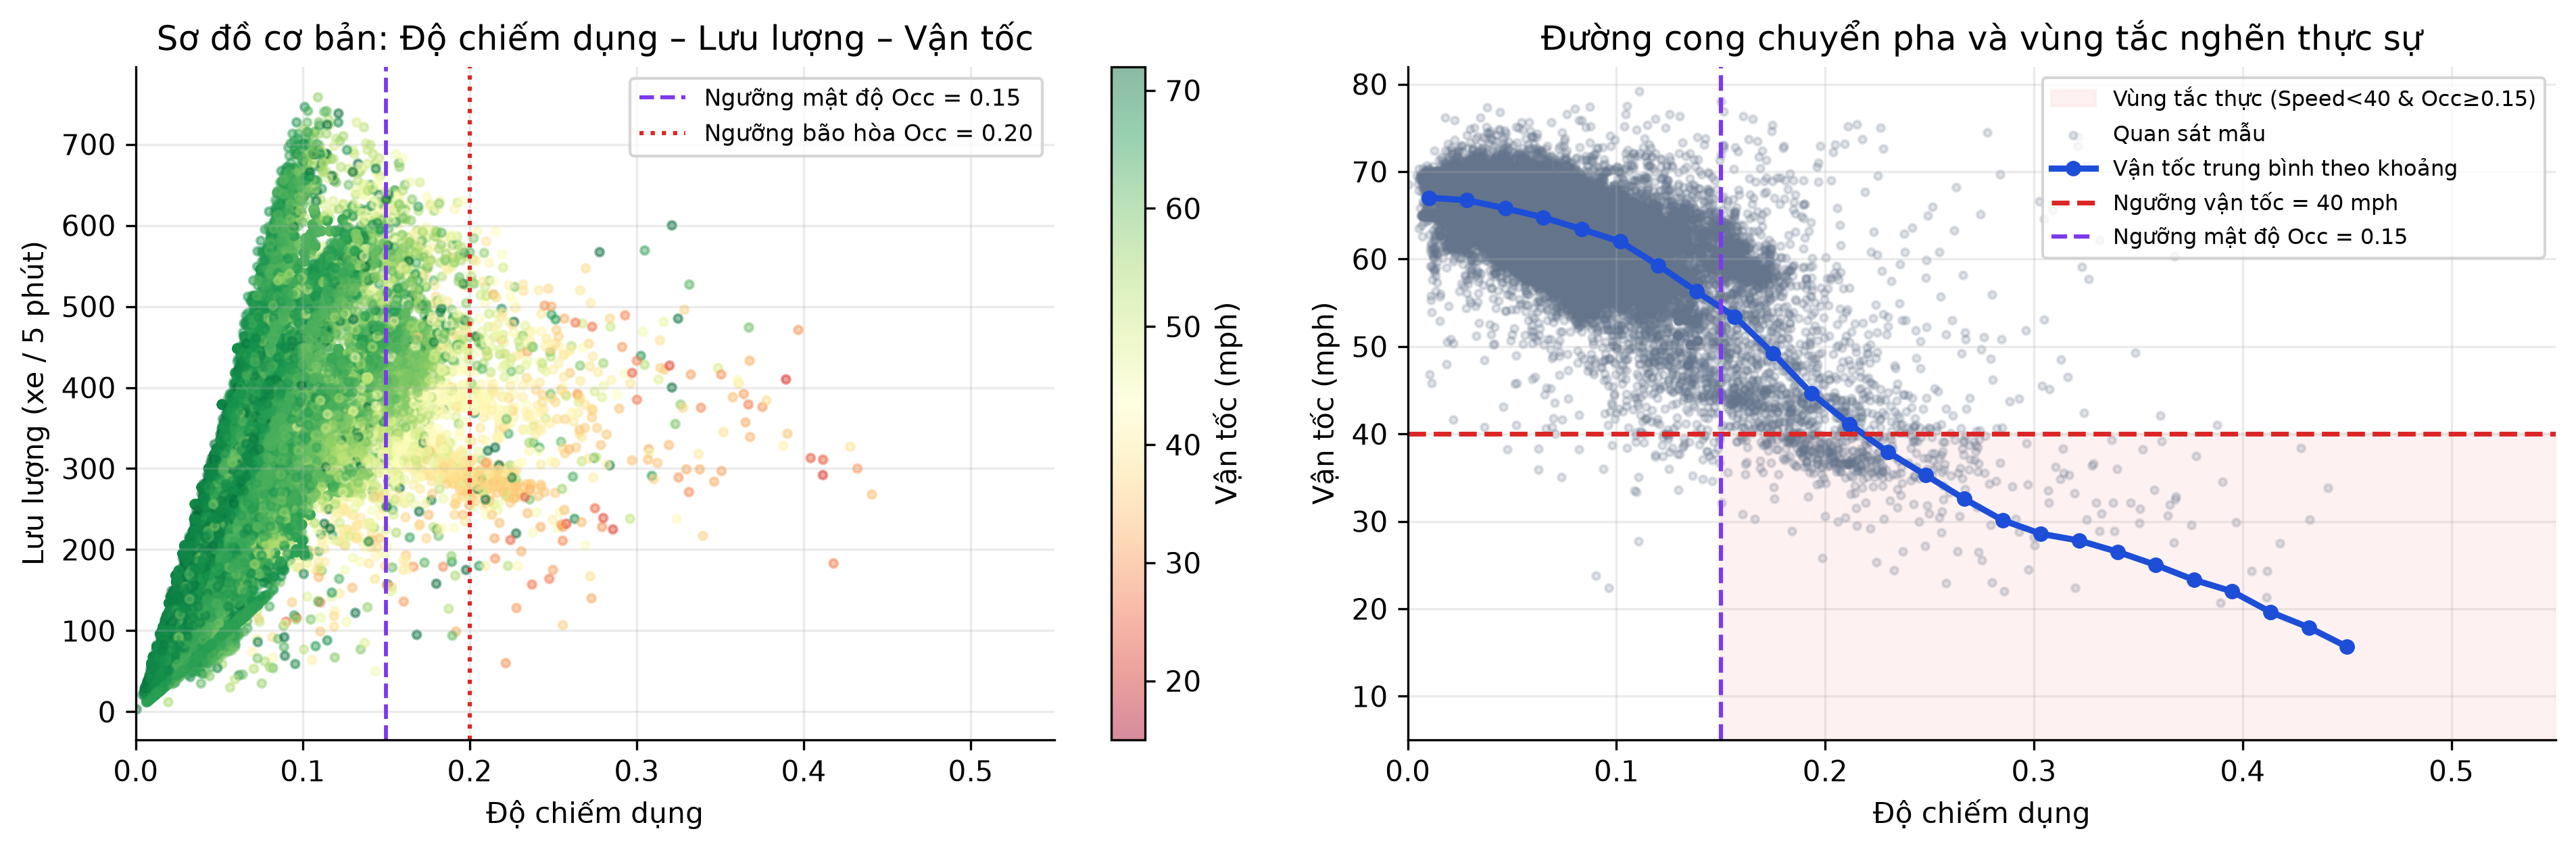 Sơ đồ cơ bản: Độ chiếm dụng – Lưu lượng – Vận tốc
Ngưỡng mật độ Occ = 0.15
Ngưỡng bão hòa Occ = 0.20
Lưu lượng (xe / 5 phút)
700
600
500
400
300
200
100
0
0.0
0.1
0.2
0.3
0.4
0.5
Độ chiếm dụng
70
60
50
40
30
20
Vận tốc (mph)
Đường cong chuyển pha và vùng tắc nghẽn thực sự
Vùng tắc thực (Speed<40 & Occ≥0.15)
Quan sát mẫu
Vận tốc trung bình theo khoảng
Ngưỡng vận tốc = 40 mph
Ngưỡng mật độ Occ = 0.15
Vận tốc (mph)
80
70
60
50
40
30
20
10
0.0
0.1
0.2
0.3
0.4
0.5
Độ chiếm dụng